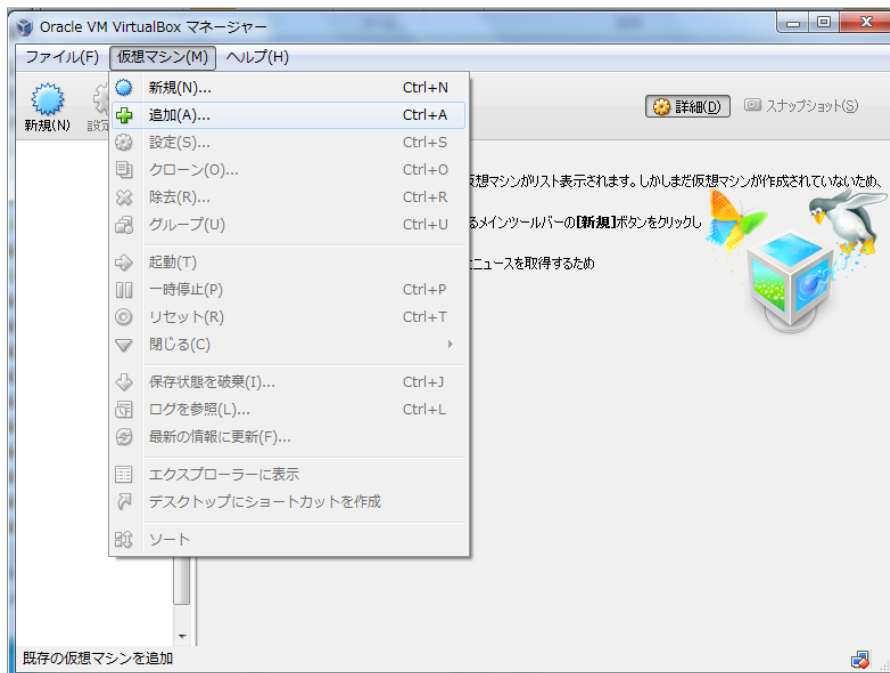 Oracle VM VirtualBox マネージャー
ファイル(F) 仮想マシン(M) ヘルプ(H)
新規(N)
設定
詳細(D) スナップショット(S)
新規(N)... Ctrl+N
追加(A)... Ctrl+A
設定(S)... Ctrl+S
クローン(O)... Ctrl+O
除去(R)... Ctrl+R
グループ(U) Ctrl+U
起動(T)
一時停止(P) Ctrl+P
リセット(R) Ctrl+T
閉じる(C)
保存状態を破棄(I)... Ctrl+J
ログを参照(L)... Ctrl+L
最新の情報に更新(F)...
エクスプローラーに表示
デスクトップにショートカットを作成
ソート
想マシンがリスト表示されます。しかしまだ仮想マシンが作成されていないため、
るメインツールバーの[新規]ボタンをクリックし
ニュースを取得するため
既存の仮想マシンを追加